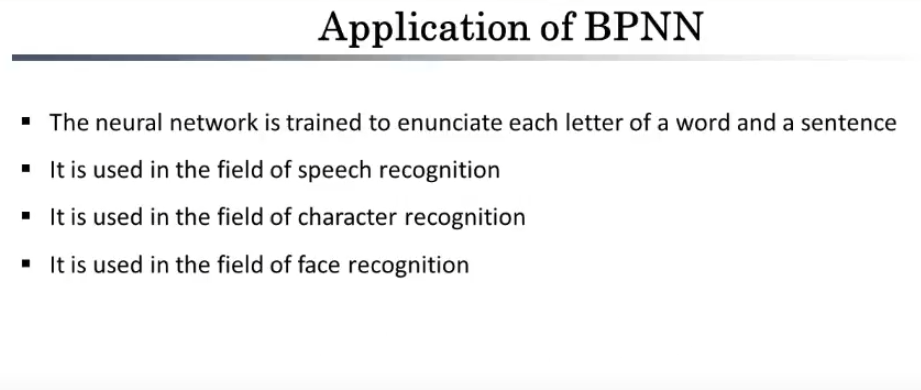 Application of BPNN
▪ The neural network is trained to enunciate each letter of a word and a sentence
▪ It is used in the field of speech recognition
▪ It is used in the field of character recognition
▪ It is used in the field of face recognition